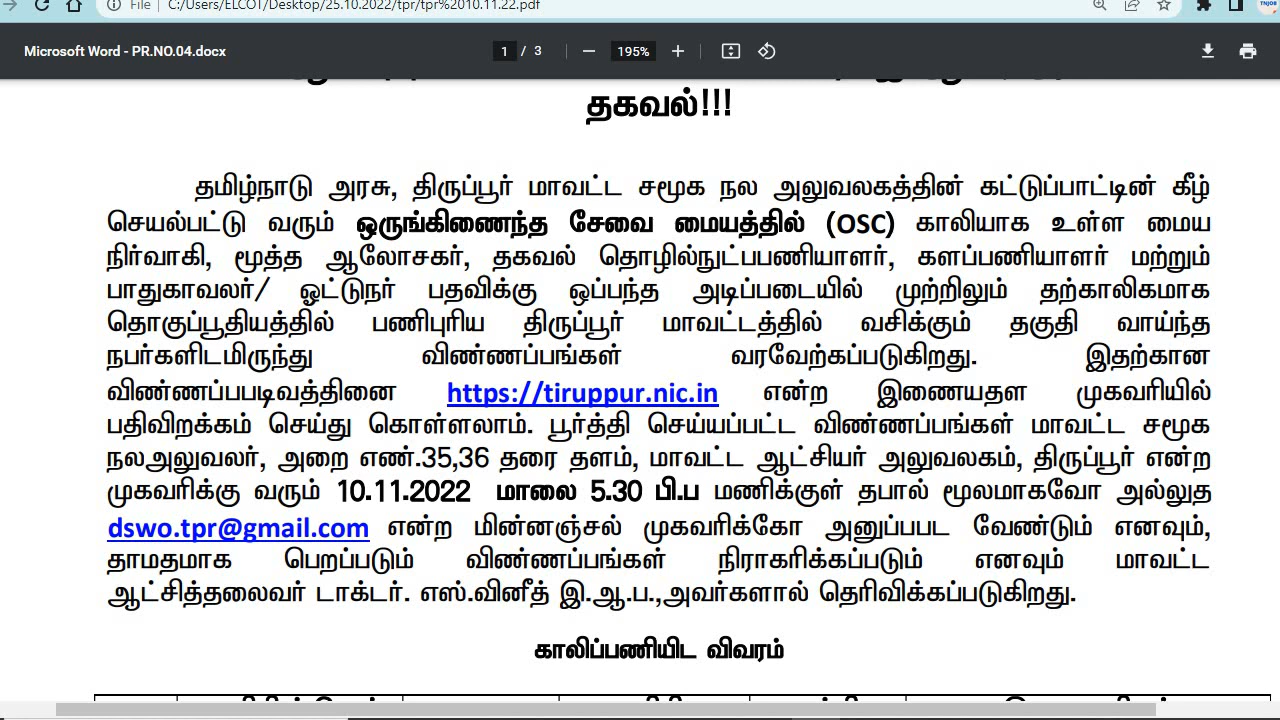 File | C:/Users/ELCOT/Desktop/25.10.2022/tpr/tpr%2010.11.22.pdf
TNJOB
Microsoft Word - PR.NO.04.docx 1 / 3 195%
தகவல்!!!
தமிழ்நாடு அரசு, திருப்பூர் மாவட்ட சமூக நல அலுவலகத்தின் கட்டுப்பாட்டின் கீழ்
செயல்பட்டு வரும் ஒருங்கிணைந்த சேவை மையத்தில் (OSC) காலியாக உள்ள மைய
நிர்வாகி, மூத்த ஆலோசகர், தகவல் தொழில்நுட்பபணியாளர், களப்பணியாளர் மற்றும்
பாதுகாவலர்/ ஓட்டுநர் பதவிக்கு ஒப்பந்த அடிப்படையில் முற்றிலும் தற்காலிகமாக
தொகுப்பூதியத்தில் பணிபுரிய திருப்பூர் மாவட்டத்தில் வசிக்கும் தகுதி வாய்ந்த
நபர்களிடமிருந்து விண்ணப்பங்கள் வரவேற்கப்படுகிறது. இதற்கான
விண்ணப்பபடிவத்தினை https://tiruppur.nic.in என்ற இணையதள முகவரியில்
பதிவிறக்கம் செய்து கொள்ளலாம். பூர்த்தி செய்யப்பட்ட விண்ணப்பங்கள் மாவட்ட சமூக
நலஅலுவலர், அறை எண்.35,36 தரை தளம், மாவட்ட ஆட்சியர் அலுவலகம், திருப்பூர் என்ற
முகவரிக்கு வரும் 10.11.2022 மாலை 5.30 பி.ப மணிக்குள் தபால் மூலமாகவோ அல்லுத
dswo.tpr@gmail.com என்ற மின்னஞ்சல் முகவரிக்கோ அனுப்பபட வேண்டும் எனவும்,
தாமதமாக பெறப்படும் விண்ணப்பங்கள் நிராகரிக்கப்படும் எனவும் மாவட்ட
ஆட்சித்தலைவர் டாக்டர். எஸ்.வினீத் இ.ஆ.ப.,அவர்களால் தெரிவிக்கப்படுகிறது.
காலிப்பணியிட விவரம்